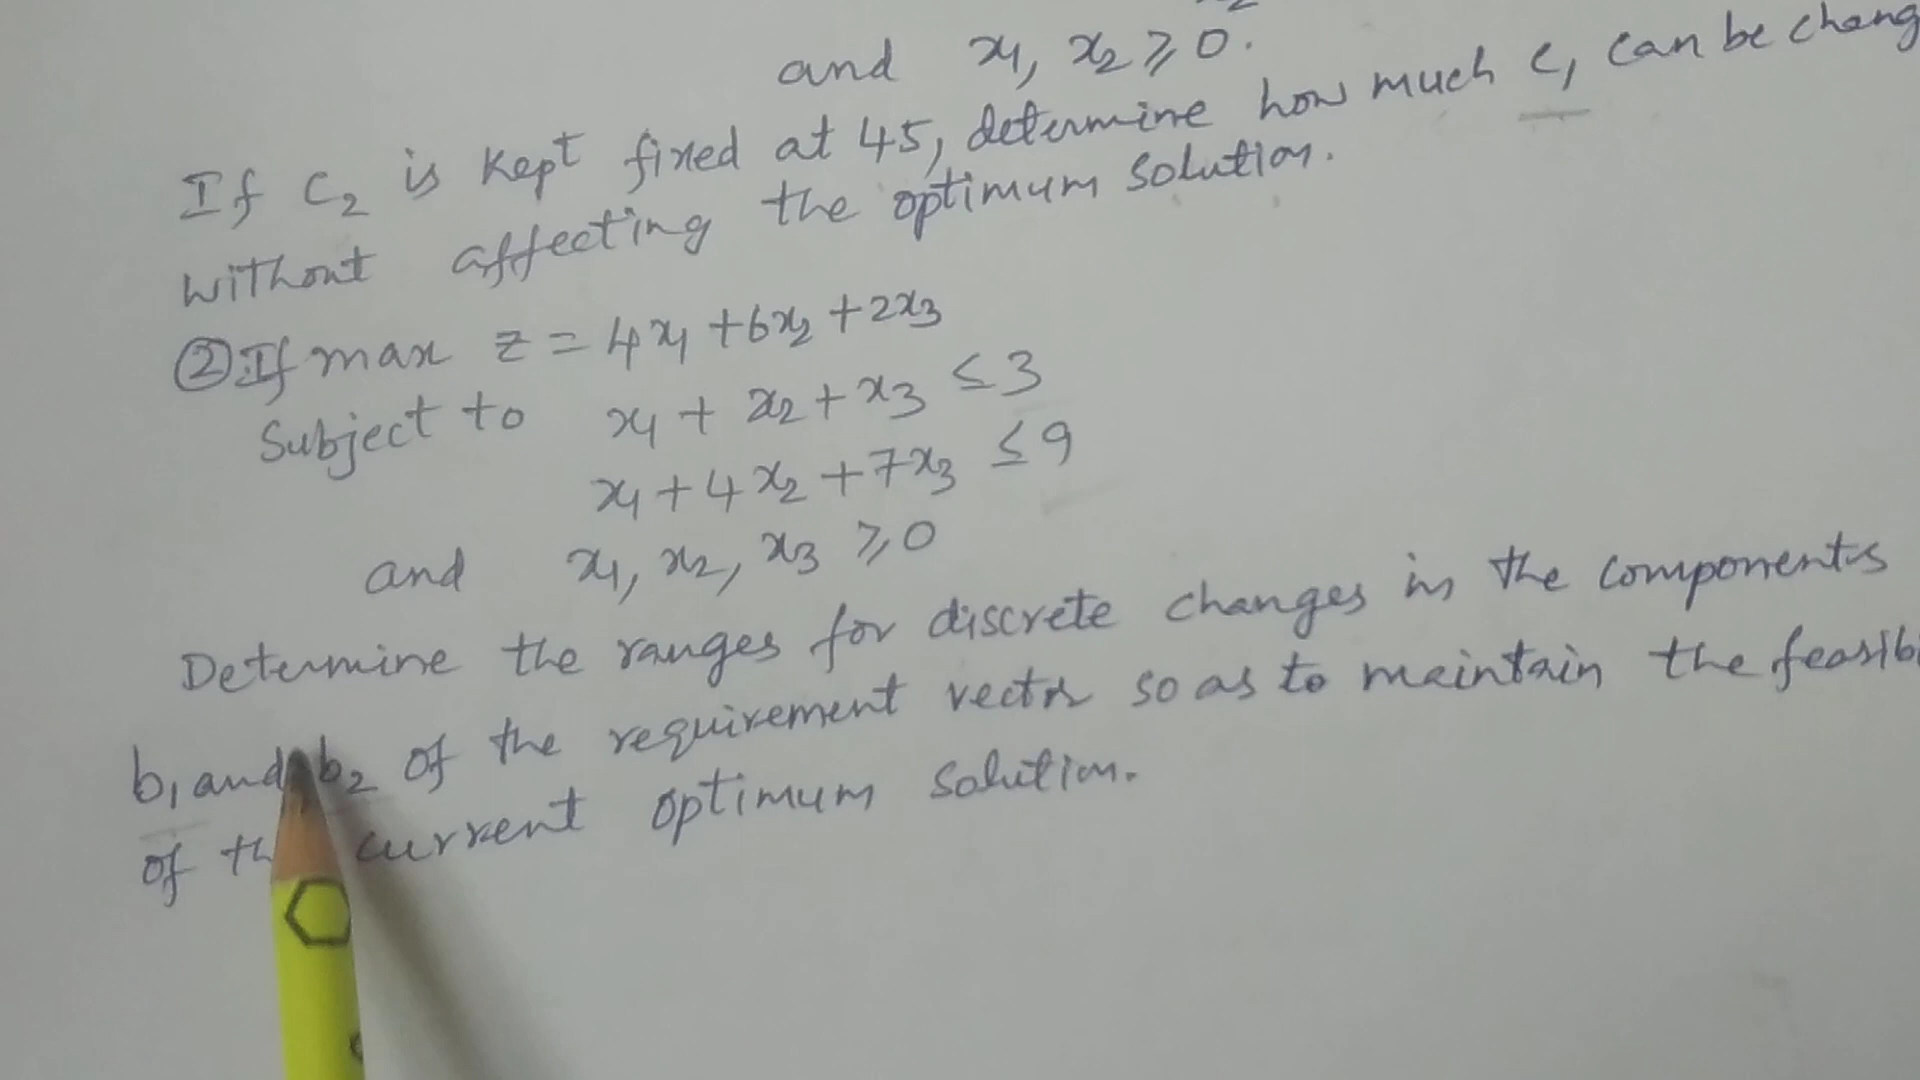 and x₁, x₂ ≥ 0.
If C₂ is kept fixed at 45, determine how much C₁ can be chang
without affecting the optimum solution.
② If max z = 4x₁ + 6x₂ + 2x₃
Subject to x₁ + x₂ + x₃ ≤ 3
x₁ + 4x₂ + 7x₃ ≤ 9
and x₁, x₂, x₃ ≥ 0
Determine the ranges for discrete changes in the components
b₁ and b₂ of the requirement vector so as to maintain the feasibi
of th current optimum solution.